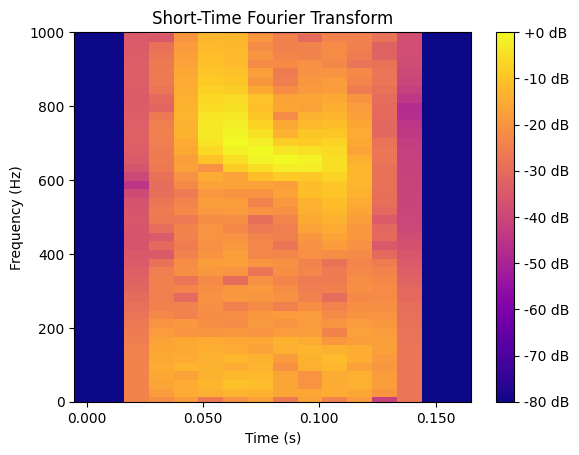 Short-Time Fourier Transform
1000
800
600
400
200
0
Frequency (Hz)
0.000
0.050
0.100
0.150
Time (s)
+0 dB
-10 dB
-20 dB
-30 dB
-40 dB
-50 dB
-60 dB
-70 dB
-80 dB